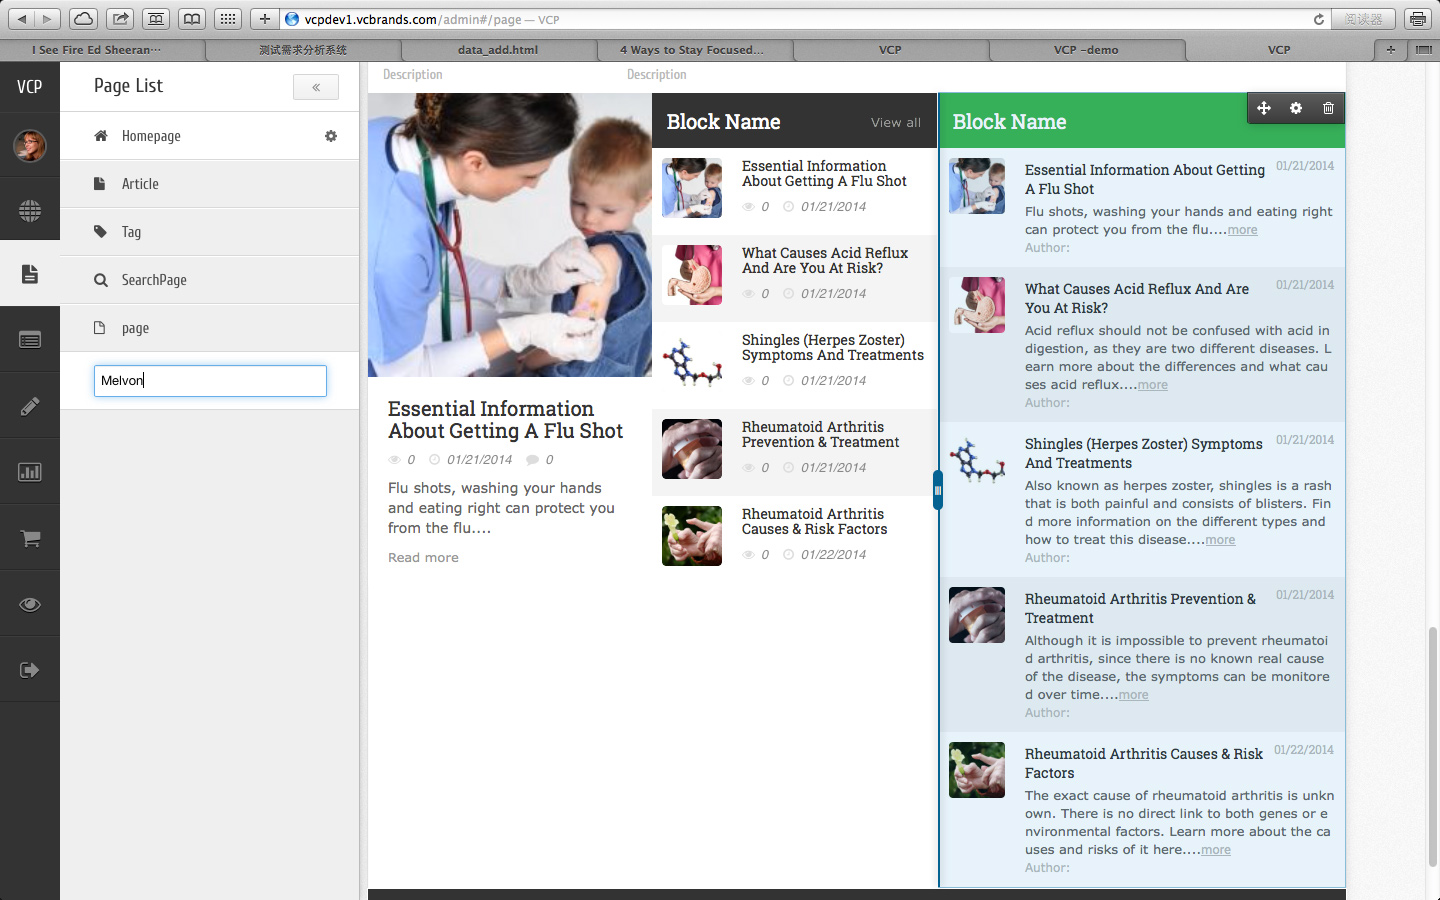 vcpdev1.vcbrands.com/admin#/page — VCP
阅读器
I See Fire Ed Sheeran…
测试需求分析系统
data_add.html
4 Ways to Stay Focused…
VCP
VCP -demo
VCP
VCP
Page List
Homepage
Article
Tag
SearchPage
page
Melvon
Description
Description
Essential Information
About Getting A Flu Shot
0 01/21/2014 0
Flu shots, washing your hands
and eating right can protect you
from the flu....
Read more
Block Name
View all
Essential Information
About Getting A Flu Shot
0 01/21/2014
What Causes Acid Reflux
And Are You At Risk?
0 01/21/2014
Shingles (Herpes Zoster)
Symptoms And Treatments
0 01/21/2014
Rheumatoid Arthritis
Prevention & Treatment
0 01/21/2014
Rheumatoid Arthritis
Causes & Risk Factors
0 01/22/2014
Block Name
Essential Information About Getting
A Flu Shot
01/21/2014
Flu shots, washing your hands and eating right
can protect you from the flu....more
Author:
What Causes Acid Reflux And Are
You At Risk?
01/21/2014
Acid reflux should not be confused with acid in
digestion, as they are two different diseases. L
earn more about the differences and what cau
ses acid reflux....more
Author:
Shingles (Herpes Zoster) Symptoms
And Treatments
01/21/2014
Also known as herpes zoster, shingles is a rash
that is both painful and consists of blisters. Fin
d more information on the different types and
how to treat this disease....more
Author:
Rheumatoid Arthritis Prevention &
Treatment
01/21/2014
Although it is impossible to prevent rheumatoi
d arthritis, since there is no known real cause
of the disease, the symptoms can be monitore
d over time....more
Author:
Rheumatoid Arthritis Causes & Risk
Factors
01/22/2014
The exact cause of rheumatoid arthritis is unkn
own. There is no direct link to both genes or e
nvironmental factors. Learn more about the ca
uses and risks of it here....more
Author: